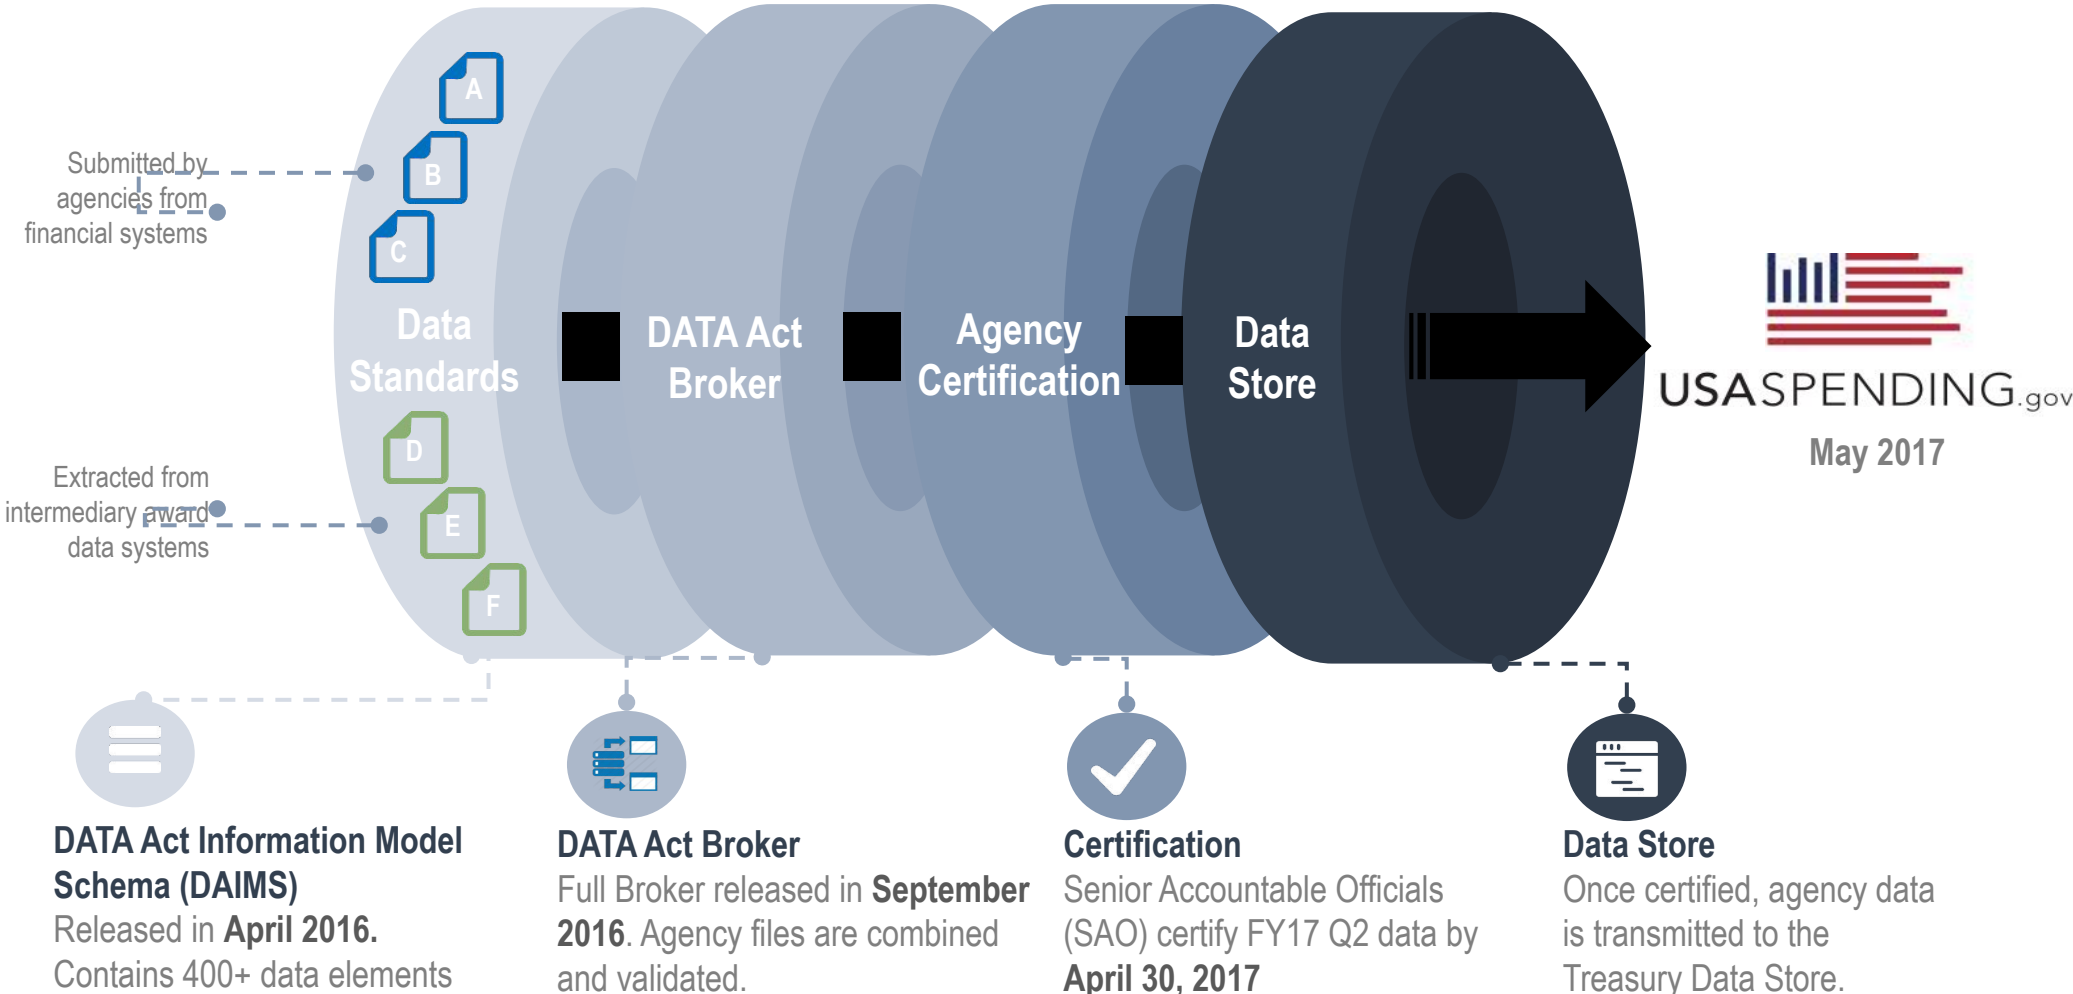 A
B
C
Submitted by
agencies from
financial systems
Data
Standards
DATA Act
Broker
Agency
Certification
Data
Store
USASPENDING.gov
May 2017
D
E
F
Extracted from
intermediary award
data systems
DATA Act Information Model
Schema (DAIMS)
Released in April 2016.
Contains 400+ data elements
DATA Act Broker
Full Broker released in September
2016. Agency files are combined
and validated.
Certification
Senior Accountable Officials
(SAO) certify FY17 Q2 data by
April 30, 2017
Data Store
Once certified, agency data
is transmitted to the
Treasury Data Store.